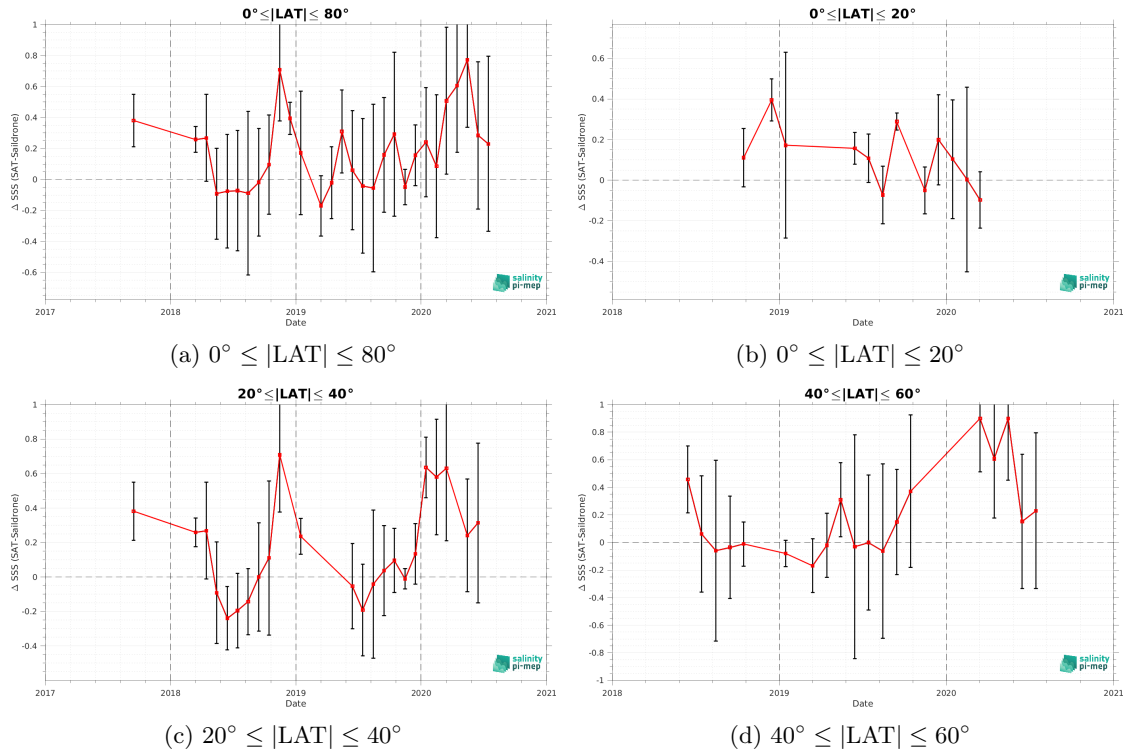 0°≤|LAT|≤ 80°
Δ SSS (SAT-Saildrone)
1
0.8
0.6
0.4
0.2
0
-0.2
-0.4
-0.6
salinity
pi-mep
2017 2018 2019 2020 2021
Date
(a) 0° ≤ |LAT| ≤ 80°
0°≤|LAT|≤ 20°
Δ SSS (SAT-Saildrone)
0.6
0.4
0.2
0
-0.2
-0.4
salinity
pi-mep
2017 2018 2019 2020 2021
Date
(b) 0° ≤ |LAT| ≤ 20°
20°≤|LAT|≤ 40°
Δ SSS (SAT-Saildrone)
1
0.8
0.6
0.4
0.2
0
-0.2
-0.4
salinity
pi-mep
2017 2018 2019 2020 2021
Date
(c) 20° ≤ |LAT| ≤ 40°
40°≤|LAT|≤ 60°
Δ SSS (SAT-Saildrone)
1
0.8
0.6
0.4
0.2
0
-0.2
-0.4
-0.6
-0.8
-1
salinity
pi-mep
2018 2019 2020 2021
Date
(d) 40° ≤ |LAT| ≤ 60°